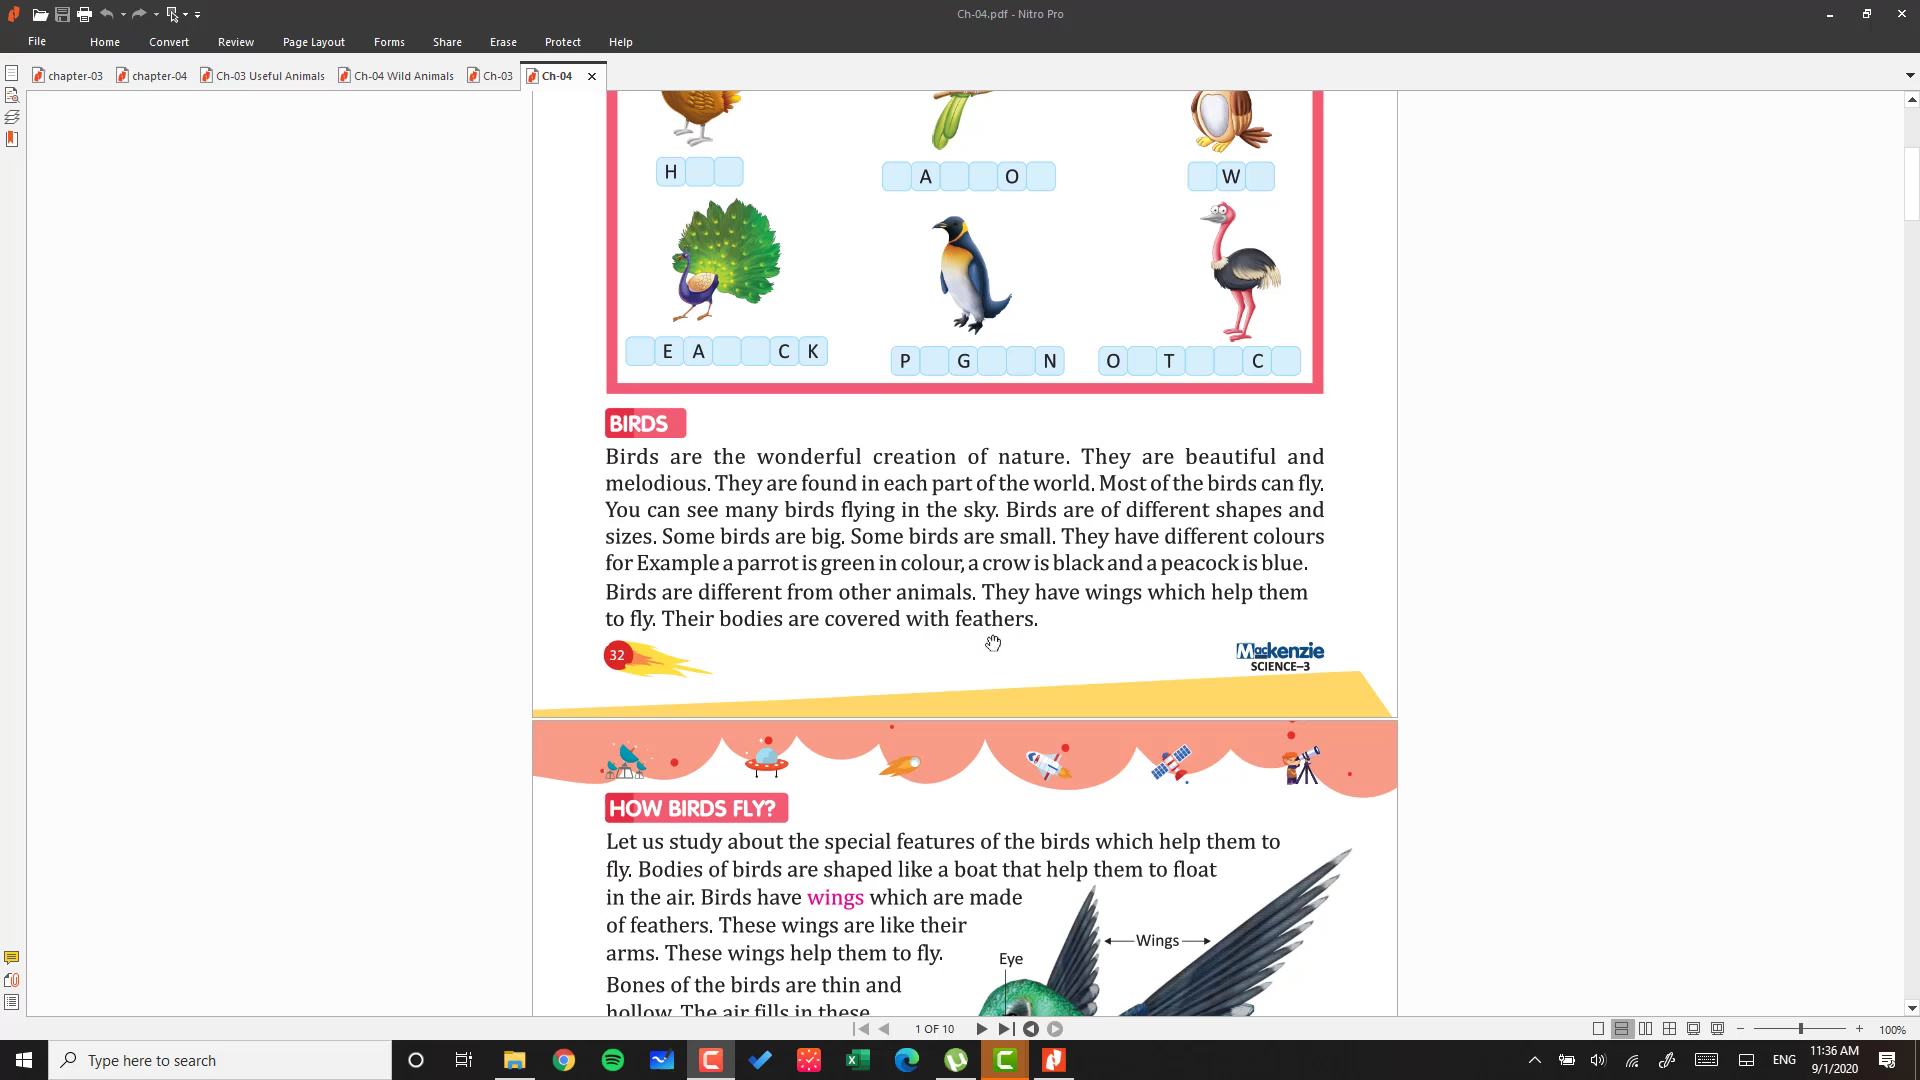 Ch-04.pdf - Nitro Pro
File Home Convert Review Page Layout Forms Share Erase Protect Help
chapter-03 chapter-04 Ch-03 Useful Animals Ch-04 Wild Animals Ch-03 Ch-04
H
A O
W
E A C K
P G N
O T C
BIRDS
Birds are the wonderful creation of nature. They are beautiful and
melodious. They are found in each part of the world. Most of the birds can fly.
You can see many birds flying in the sky. Birds are of different shapes and
sizes. Some birds are big. Some birds are small. They have different colours
for Example a parrot is green in colour, a crow is black and a peacock is blue.
Birds are different from other animals. They have wings which help them
to fly. Their bodies are covered with feathers.
32
Mackenzie
SCIENCE–3
HOW BIRDS FLY?
Let us study about the special features of the birds which help them to
fly. Bodies of birds are shaped like a boat that help them to float
in the air. Birds have wings which are made
of feathers. These wings are like their
arms. These wings help them to fly.
Wings
Eye
Bones of the birds are thin and
hollow. The air fills in these
1 OF 10
100%
Type here to search
ENG
11:36 AM
9/1/2020